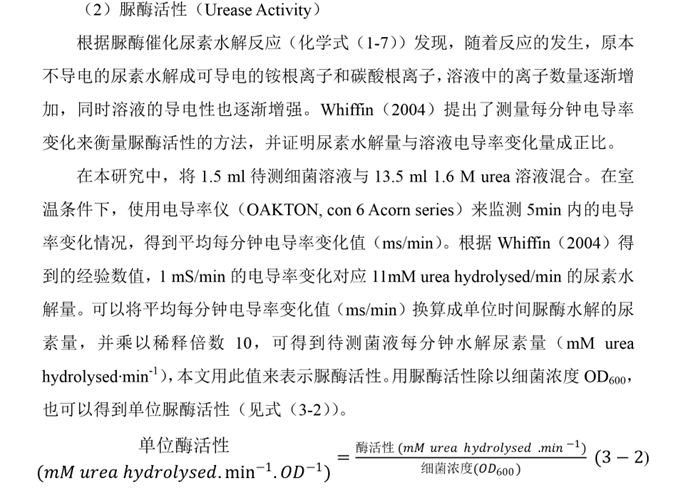 （2）脲酶活性（Urease Activity）
根据脲酶催化尿素水解反应（化学式（1-7））发现，随着反应的发生，原本
不导电的尿素水解成可导电的铵根离子和碳酸根离子，溶液中的离子数量逐渐增
加，同时溶液的导电性也逐渐增强。Whiffin（2004）提出了测量每分钟电导率
变化来衡量脲酶活性的方法，并证明尿素水解量与溶液电导率变化量成正比。
在本研究中，将 1.5 ml 待测细菌溶液与 13.5 ml 1.6 M urea 溶液混合。在室
温条件下，使用电导率仪（OAKTON, con 6 Acorn series）来监测 5min 内的电导
率变化情况，得到平均每分钟电导率变化值（ms/min）。根据 Whiffin（2004）得
到的经验数值，1 mS/min 的电导率变化对应 11mM urea hydrolysed/min 的尿素水
解量。可以将平均每分钟电导率变化值（ms/min）换算成单位时间脲酶水解的尿
素量，并乘以稀释倍数 10，可得到待测菌液每分钟水解尿素量（mM urea
hydrolysed·min⁻¹），本文用此值来表示脲酶活性。用脲酶活性除以细菌浓度 OD₆₀₀，
也可以得到单位脲酶活性（见式（3-2））。
单位酶活性
(mM urea hydrolysed. min⁻¹. OD⁻¹) = 酶活性 (mM urea hydrolysed .min ⁻¹) / 细菌浓度(OD₆₀₀) (3 − 2)